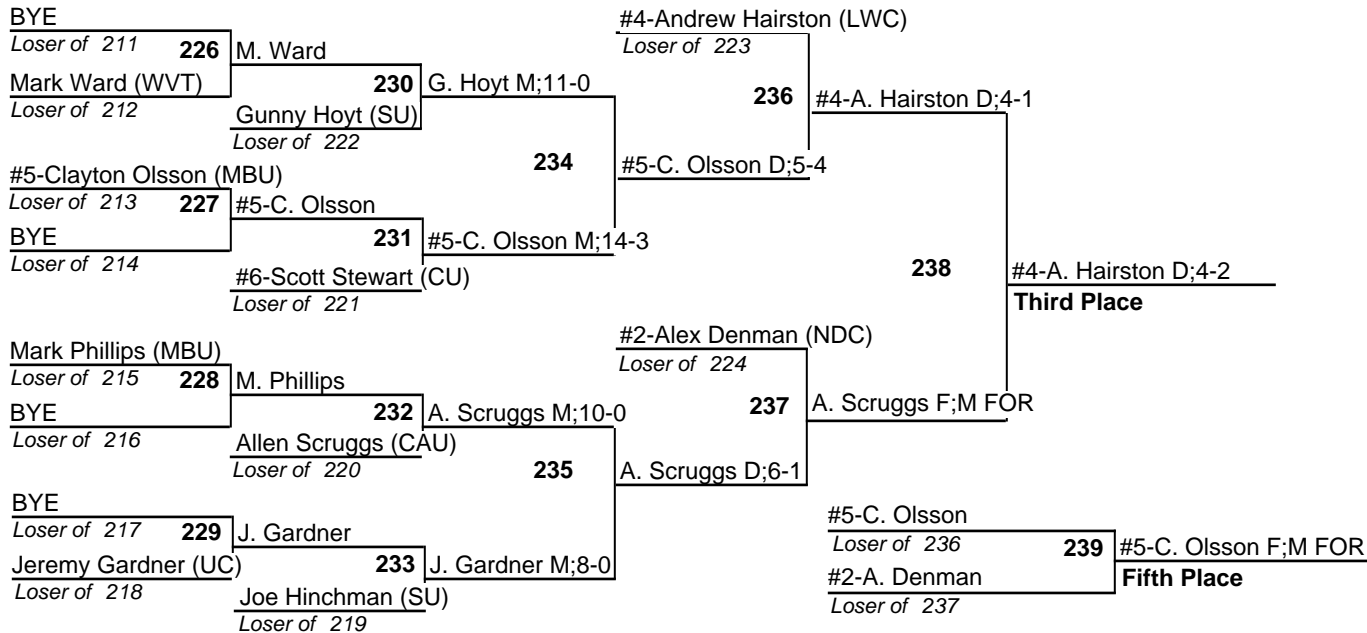 BYE
Loser of 211
226
M. Ward
Mark Ward (WVT)
Loser of 212
230
G. Hoyt M;11-0
Gunny Hoyt (SU)
Loser of 222
#5-Clayton Olsson (MBU)
Loser of 213
227
#5-C. Olsson
BYE
Loser of 214
231
#5-C. Olsson M;14-3
#6-Scott Stewart (CU)
Loser of 221
234
#5-C. Olsson D;5-4
#4-Andrew Hairston (LWC)
Loser of 223
236
#4-A. Hairston D;4-1
Mark Phillips (MBU)
Loser of 215
228
M. Phillips
BYE
Loser of 216
232
A. Scruggs M;10-0
Allen Scruggs (CAU)
Loser of 220
BYE
Loser of 217
229
J. Gardner
Jeremy Gardner (UC)
Loser of 218
233
J. Gardner M;8-0
Joe Hinchman (SU)
Loser of 219
235
A. Scruggs D;6-1
#2-Alex Denman (NDC)
Loser of 224
237
A. Scruggs F;M FOR
238
#4-A. Hairston D;4-2
Third Place
#5-C. Olsson
Loser of 236
239
#2-A. Denman
Loser of 237
#5-C. Olsson F;M FOR
Fifth Place